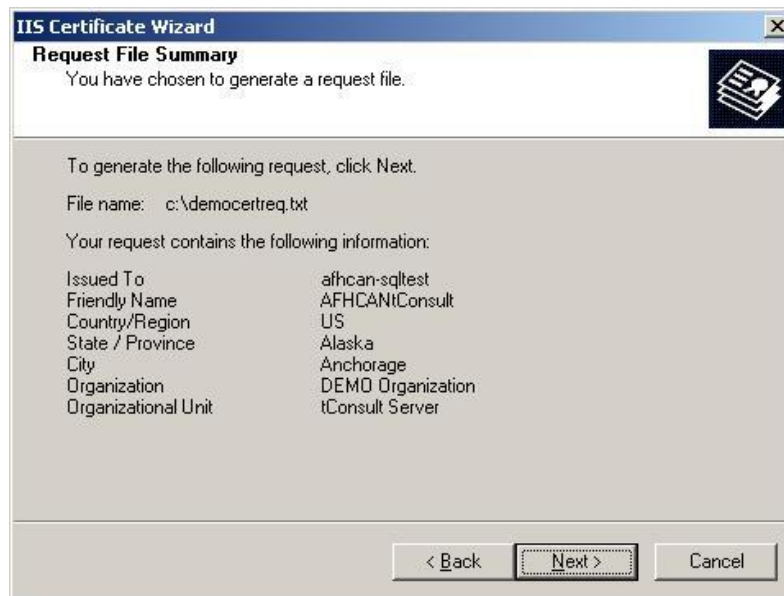 IIS Certificate Wizard
Request File Summary
You have chosen to generate a request file.
To generate the following request, click Next.
File name: c:\democertreq.txt
Your request contains the following information:
Issued To afhcan-sqltest
Friendly Name AFHCANtConsult
Country/Region US
State / Province Alaska
City Anchorage
Organization DEMO Organization
Organizational Unit tConsult Server
< Back Next > Cancel